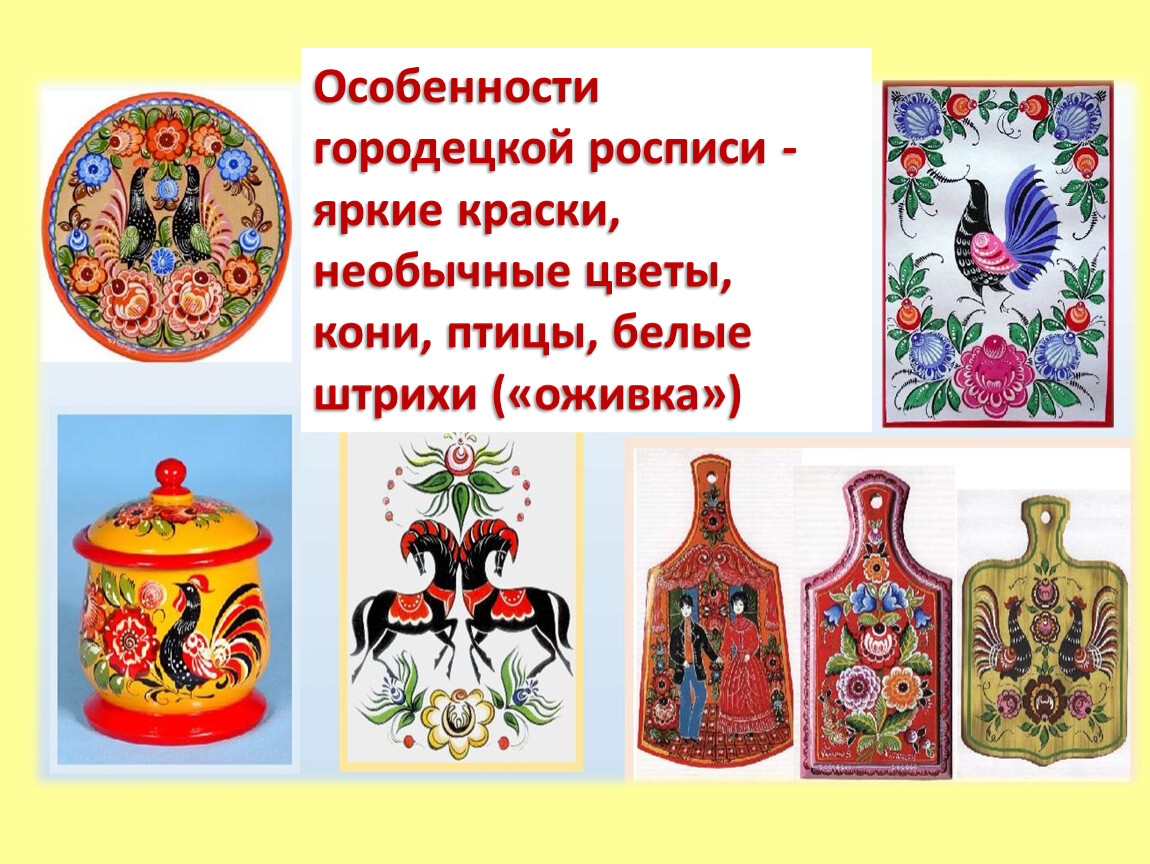 Особенности
городецкой росписи -
яркие краски,
необычные цветы,
кони, птицы, белые
штрихи («оживка»)